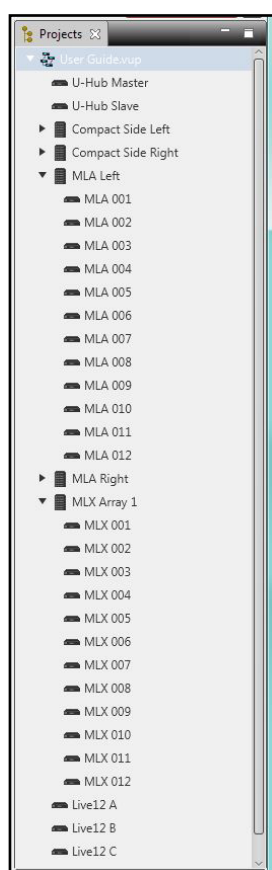 Projects
User Guide.vup
U-Hub Master
U-Hub Slave
Compact Side Left
Compact Side Right
MLA Left
MLA 001
MLA 002
MLA 003
MLA 004
MLA 005
MLA 006
MLA 007
MLA 008
MLA 009
MLA 010
MLA 011
MLA 012
MLA Right
MLX Array 1
MLX 001
MLX 002
MLX 003
MLX 004
MLX 005
MLX 006
MLX 007
MLX 008
MLX 009
MLX 010
MLX 011
MLX 012
Live12 A
Live12 B
Live12 C